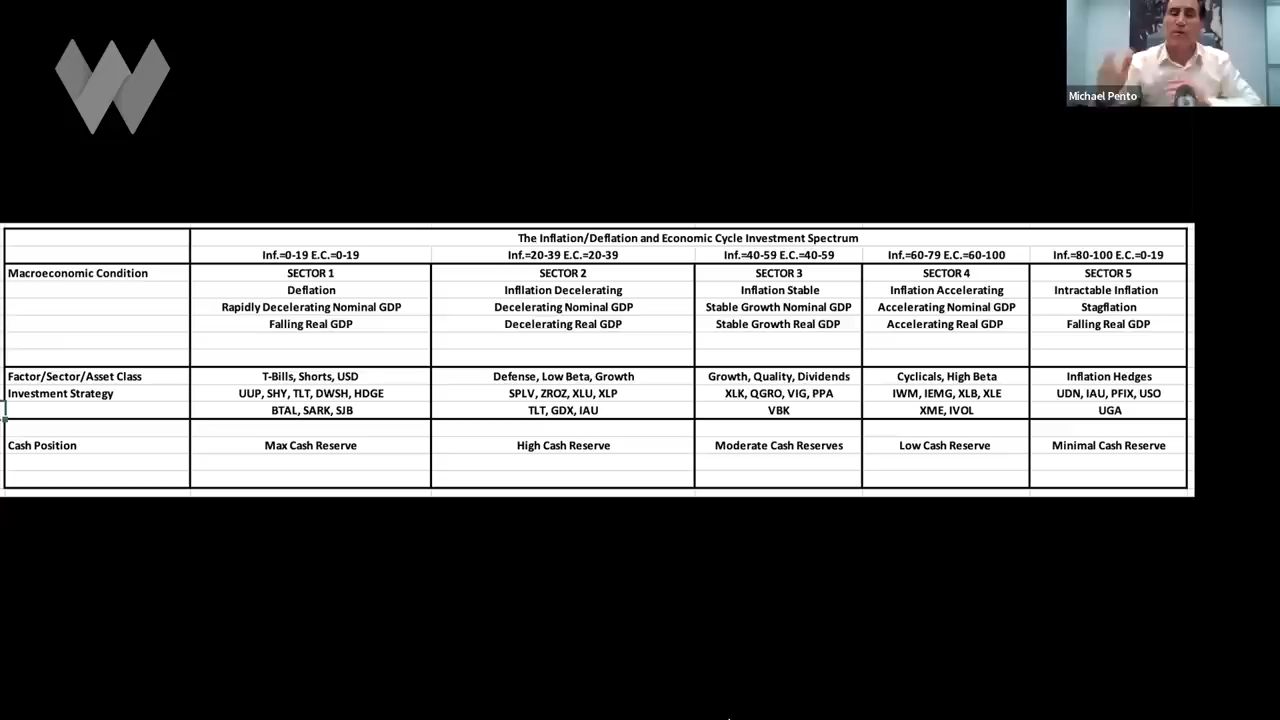 W
Michael Pento
The Inflation/Deflation and Economic Cycle Investment Spectrum
Inf.=0-19 E.C.=0-19 Inf.=20-39 E.C.=20-39 Inf.=40-59 E.C.=40-59 Inf.=60-79 E.C.=60-100 Inf.=80-100 E.C.=0-19
Macroeconomic Condition SECTOR 1 SECTOR 2 SECTOR 3 SECTOR 4 SECTOR 5
Deflation Inflation Decelerating Inflation Stable Inflation Accelerating Intractable Inflation
Rapidly Decelerating Nominal GDP Decelerating Nominal GDP Stable Growth Nominal GDP Accelerating Nominal GDP Stagflation
Falling Real GDP Decelerating Real GDP Stable Growth Real GDP Accelerating Real GDP Falling Real GDP
Factor/Sector/Asset Class T-Bills, Shorts, USD Defense, Low Beta, Growth Growth, Quality, Dividends Cyclicals, High Beta Inflation Hedges
Investment Strategy UUP, SHY, TLT, DWSH, HDGE SPLV, ZROZ, XLU, XLP XLK, QGRO, VIG, PPA IWM, IEMG, XLB, XLE UDN, IAU, PFIX, USO
BTAL, SARK, SJB TLT, GDX, IAU VBK XME, IVOL UGA
Cash Position Max Cash Reserve High Cash Reserve Moderate Cash Reserves Low Cash Reserve Minimal Cash Reserve